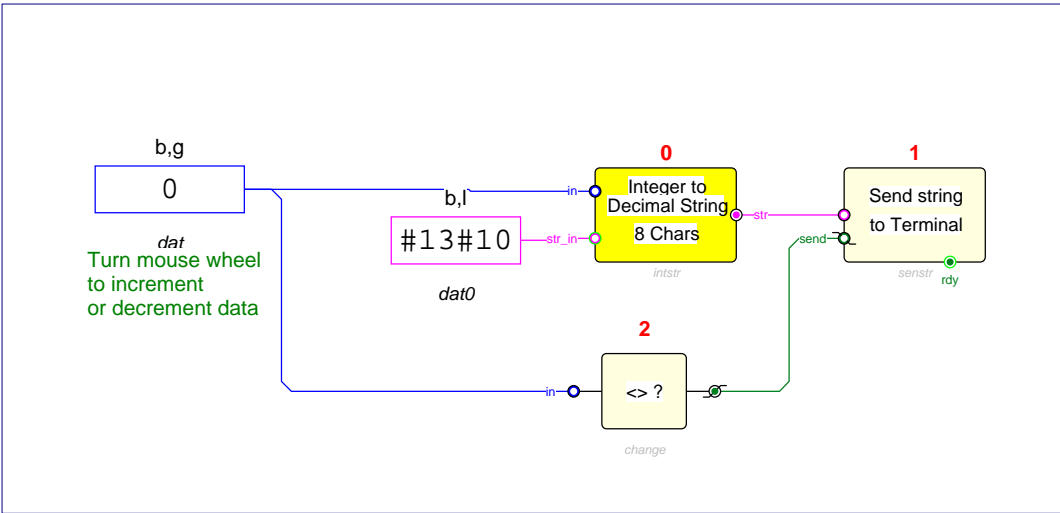 b,g
0
dat
Turn mouse wheel
to increment
or decrement data
b,I
#13#10
dat0
in
str_in
0
Integer to
Decimal String
8 Chars
intstr
str
send
1
Send string
to Terminal
senstr
rdy
2
in
<> ?
change